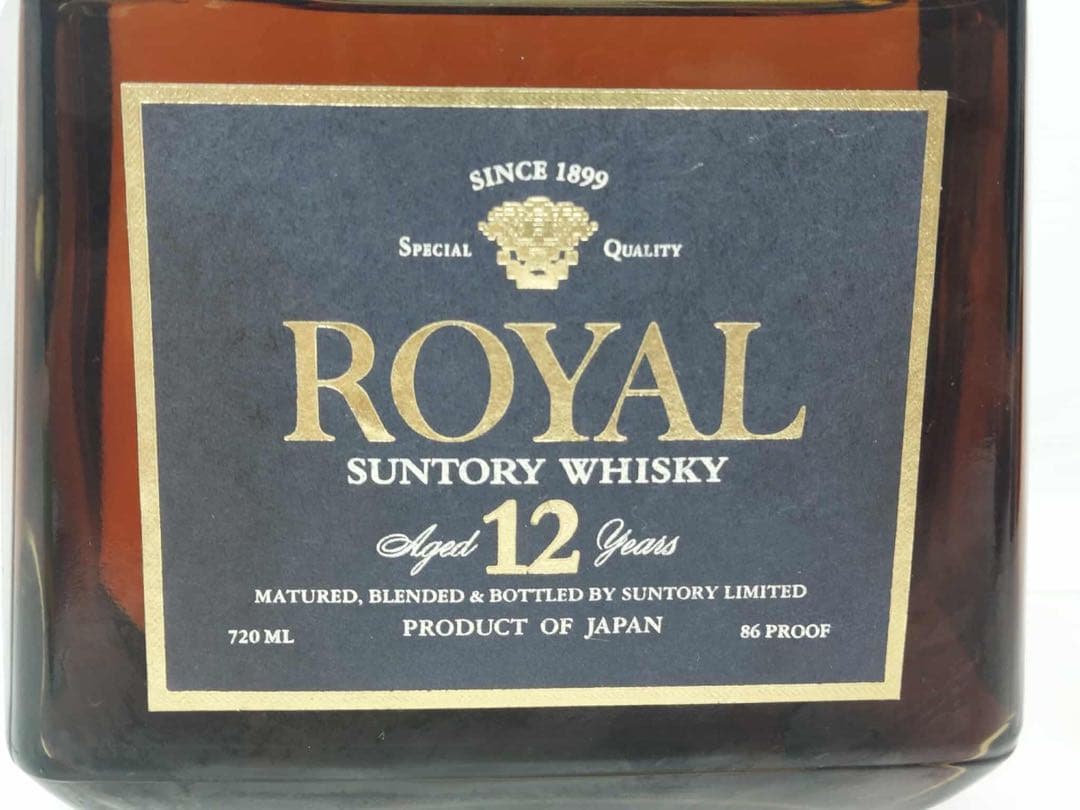 SINCE 1899
SPECIAL QUALITY
ROYAL
SUNTORY WHISKY
Aged 12 Years
MATURED, BLENDED & BOTTLED BY SUNTORY LIMITED
720 ML PRODUCT OF JAPAN 86 PROOF